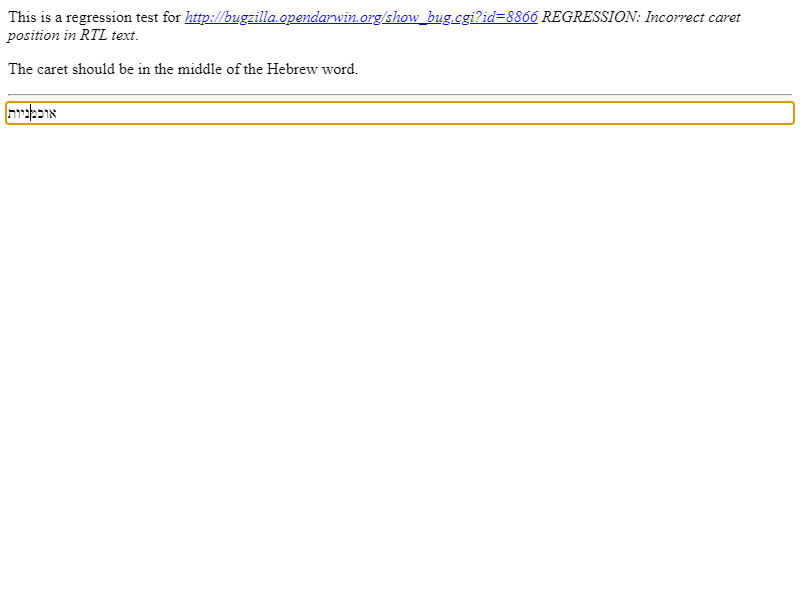 This is a regression test for http://bugzilla.opendarwin.org/show_bug.cgi?id=8866 REGRESSION: Incorrect caret
position in RTL text.
The caret should be in the middle of the Hebrew word.
אוכמניות